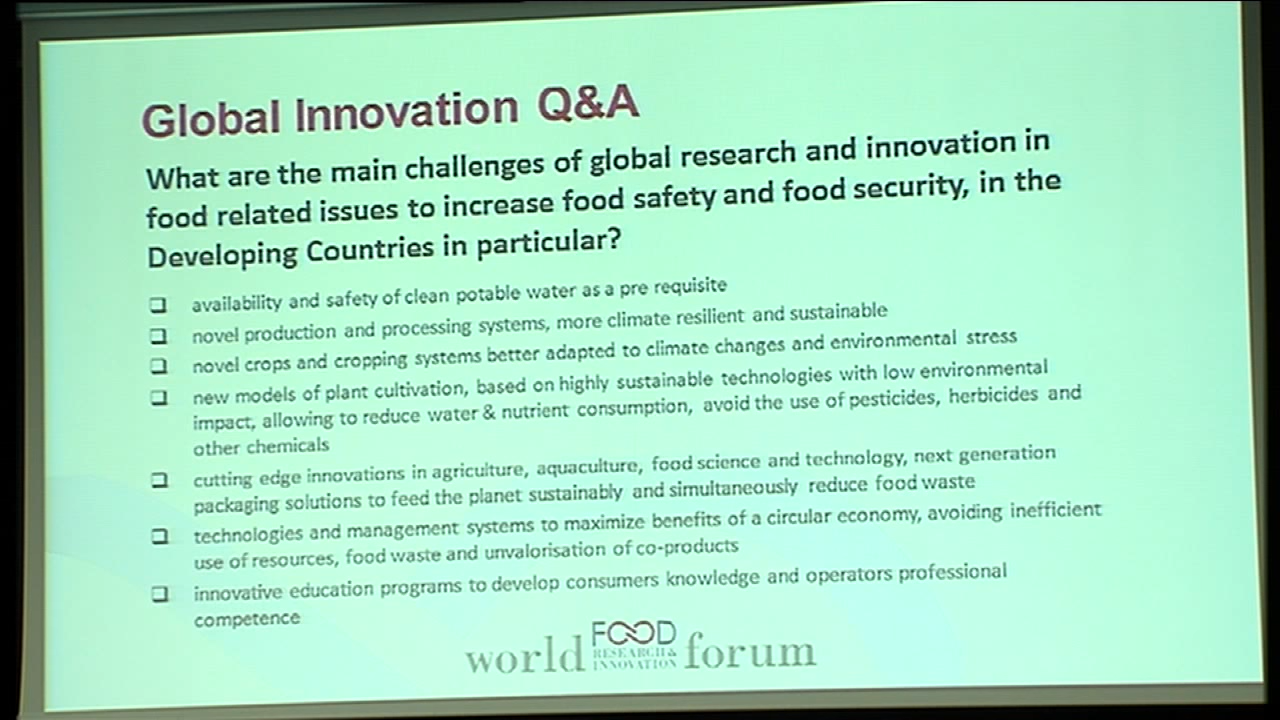 Global Innovation Q&A
What are the main challenges of global research and innovation in
food related issues to increase food safety and food security, in the
Developing Countries in particular?
availability and safety of clean potable water as a pre requisite
novel production and processing systems, more climate resilient and sustainable
novel crops and cropping systems better adapted to climate changes and environmental stress
new models of plant cultivation, based on highly sustainable technologies with low environmental
impact, allowing to reduce water & nutrient consumption, avoid the use of pesticides, herbicides and
other chemicals
cutting edge innovations in agriculture, aquaculture, food science and technology, next generation
packaging solutions to feed the planet sustainably and simultaneously reduce food waste
technologies and management systems to maximize benefits of a circular economy, avoiding inefficient
use of resources, food waste and unvalorisation of co-products
innovative education programs to develop consumers knowledge and operators professional
competence
world FOOD RESEARCH & INNOVATION forum